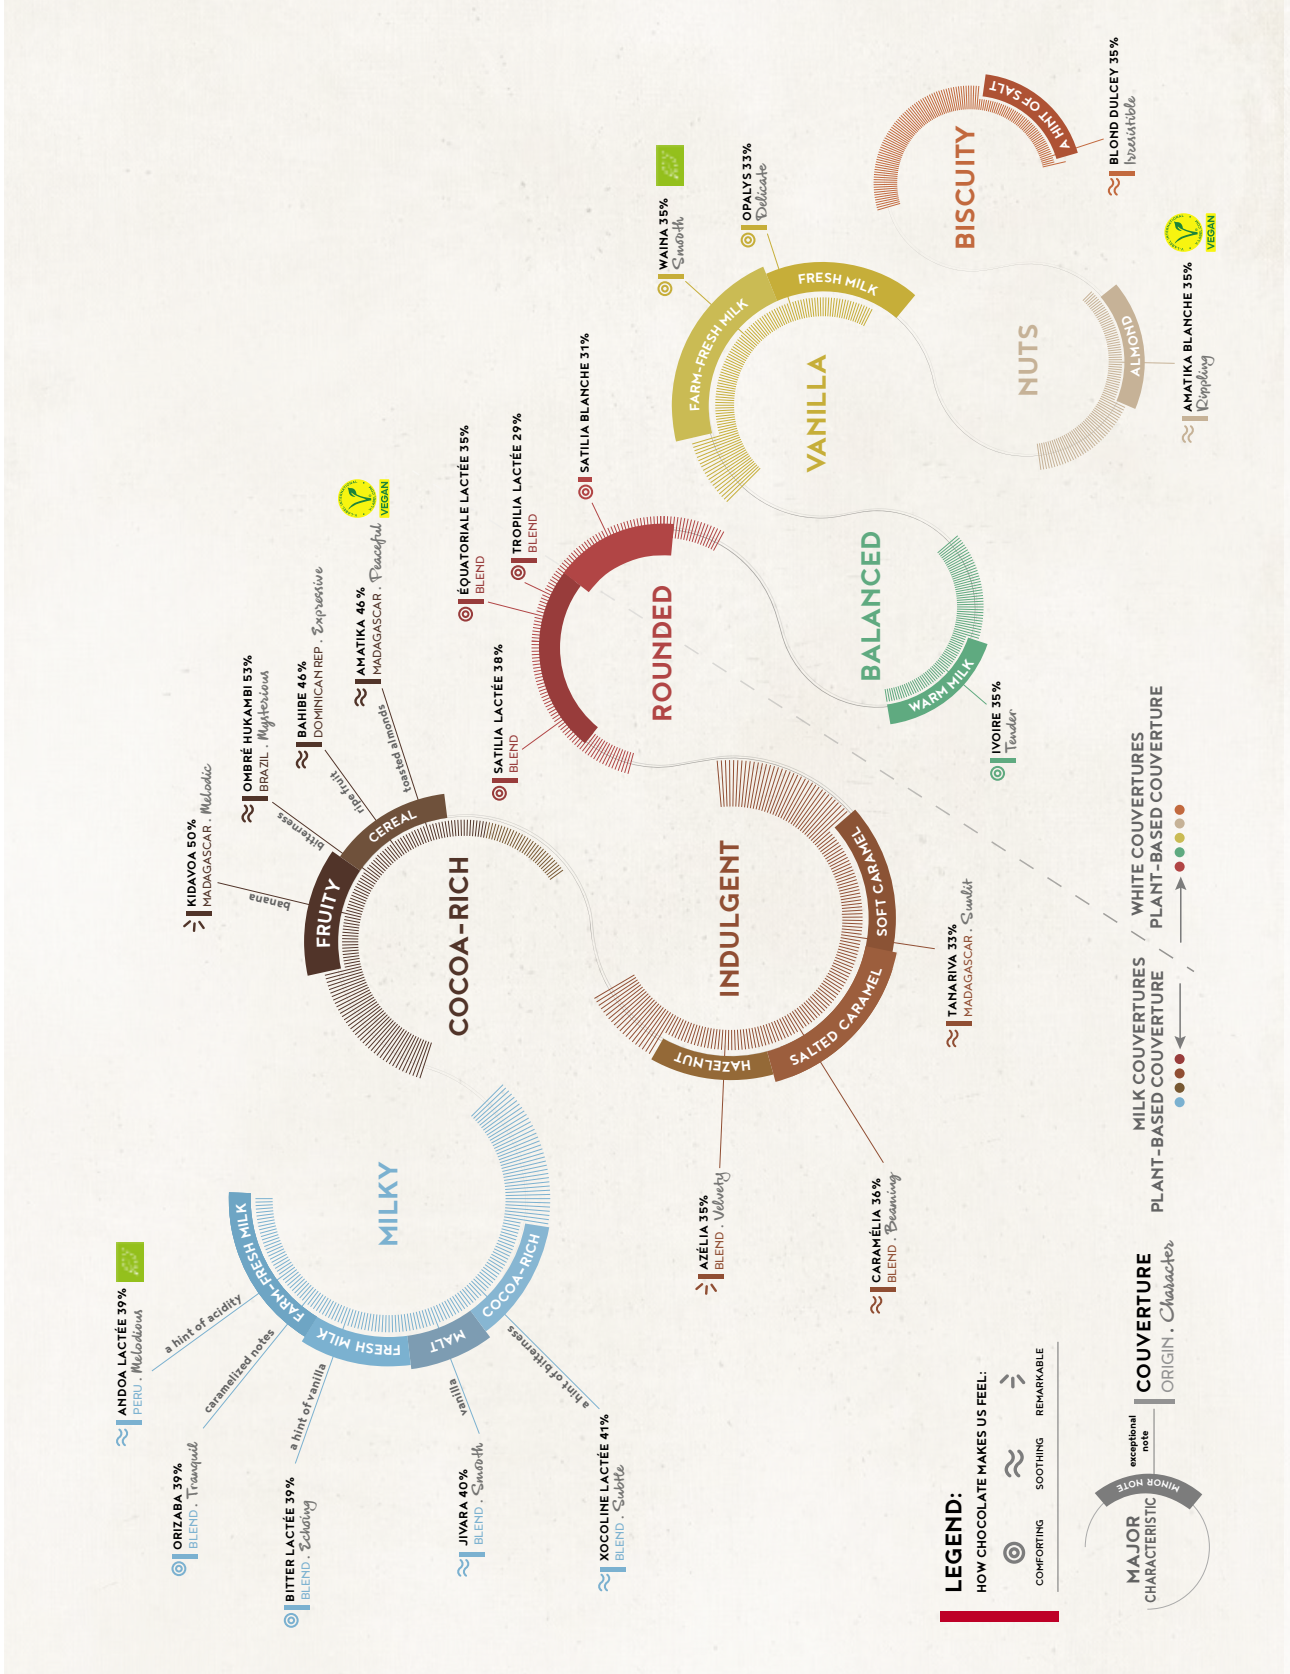 ANDOA LACTÉE 39%
PERU . Melodious
a hint of acidity
ORIZABA 39%
BLEND . Tranquil
caramelized notes
BITTER LACTÉE 39%
BLEND . Echoing
a hint of vanilla
JIVARA 40%
BLEND . Smooth
vanilla
XOCOLINE LACTÉE 41%
BLEND . Subtle
a hint of bitterness
MILKY
FARM-FRESH MILK
FRESH MILK
MALT
COCOA-RICH
KIDAVOA 50%
MADAGASCAR . Melodic
banana
OMBRÉ HUKAMBI 53%
BRAZIL . Mysterious
bitterness
BAHIBE 46%
DOMINICAN REP . Expressive
ripe fruit
AMATIKA 46%
MADAGASCAR . Peaceful
VEGAN
toasted almonds
FRUITY
CEREAL
COCOA-RICH
AZÉLIA 35%
BLEND . Velvety
CARAMÉLIA 36%
BLEND . Beaming
TANARIVA 33%
MADAGASCAR . Sunlit
INDULGENT
HAZELNUT
SALTED CARAMEL
SOFT CARAMEL
SATILIA LACTÉE 38%
BLEND
ÉQUATORIALE LACTÉE 35%
BLEND
TROPILIA LACTÉE 29%
BLEND
SATILIA BLANCHE 31%
ROUNDED
BALANCED
WARM MILK
IVOIRE 35%
Tender
WAINA 35%
Smooth
OPALYS 33%
Delicate
FARM-FRESH MILK
FRESH MILK
VANILLA
NUTS
ALMOND
AMATIKA BLANCHE 35%
Rippling
VEGAN
BISCUITY
A HINT OF SALT
BLOND DULCEY 35%
Irresistible
LEGEND:
HOW CHOCOLATE MAKES US FEEL:
COMFORTING
SOOTHING
REMARKABLE
MAJOR
CHARACTERISTIC
MINOR NOTE
exceptional
note
COUVERTURE
ORIGIN . Character
MILK COUVERTURES
PLANT-BASED COUVERTURE
WHITE COUVERTURES
PLANT-BASED COUVERTURE